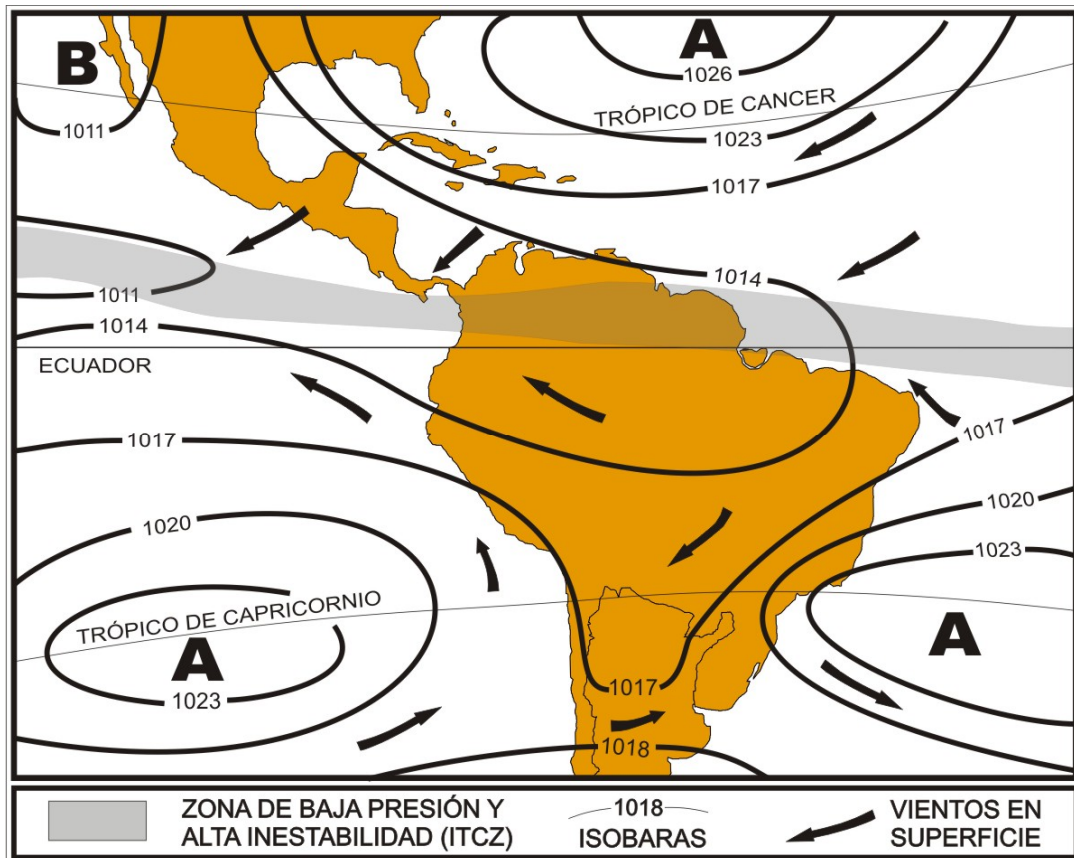 A
B
1026
TRÓPICO DE CANCER
1011
1023
1017
1014
1011
1014
ECUADOR
1017
1017
1020
1020
1023
TRÓPICO DE CAPRICORNIO
A
A
1023
1017
1018
ZONA DE BAJA PRESIÓN Y
ALTA INESTABILIDAD (ITCZ)
1018
ISOBARAS
VIENTOS EN
SUPERFICIE